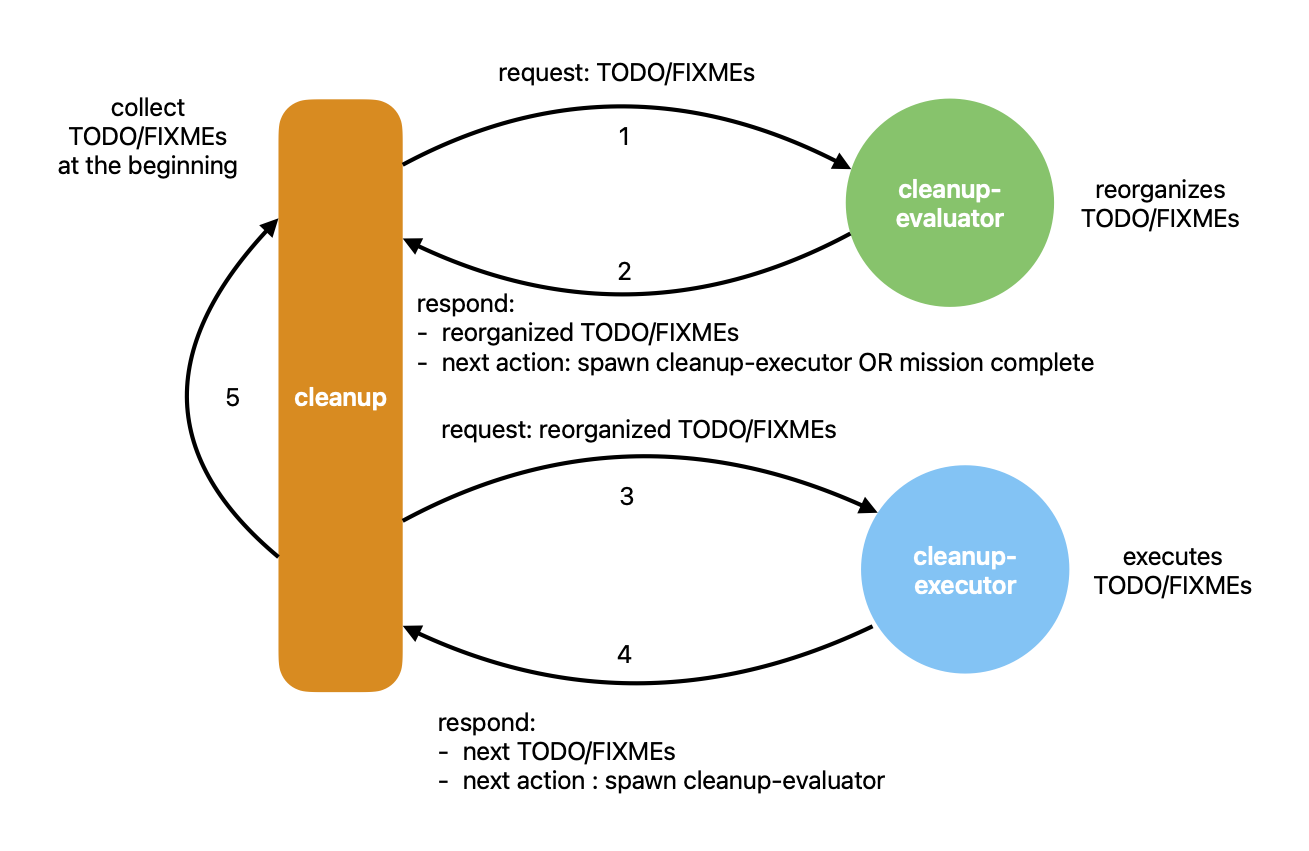 request: TODO/FIXMEs
collect
TODO/FIXMEs
at the beginning
1
cleanup-
evaluator
reorganizes
TODO/FIXMEs
2
respond:
- reorganized TODO/FIXMEs
- next action: spawn cleanup-executor OR mission complete
5
cleanup
request: reorganized TODO/FIXMEs
3
cleanup-
executor
executes
TODO/FIXMEs
4
respond:
- next TODO/FIXMEs
- next action : spawn cleanup-evaluator